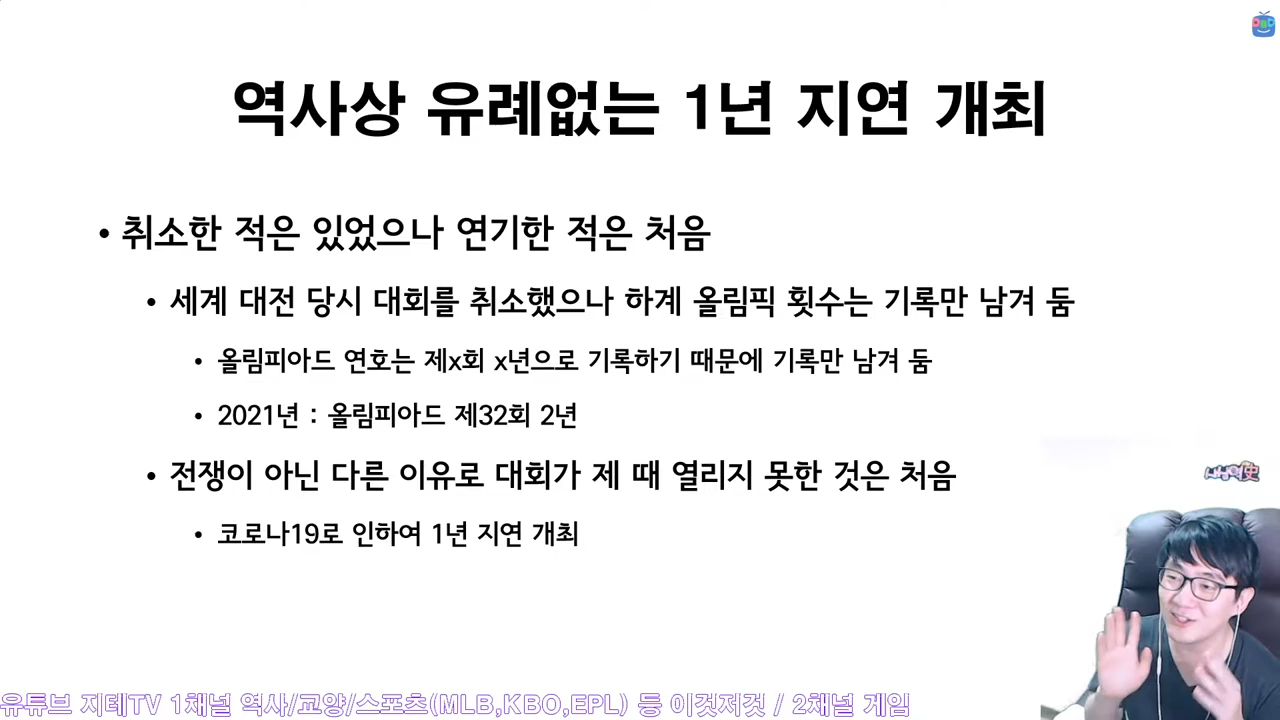 역사상 유례없는 1년 지연 개최
• 취소한 적은 있었으나 연기한 적은 처음
• 세계 대전 당시 대회를 취소했으나 하계 올림픽 횟수는 기록만 남겨 둠
• 올림피아드 연호는 제x회 x년으로 기록하기 때문에 기록만 남겨 둠
• 2021년 : 올림피아드 제32회 2년
• 전쟁이 아닌 다른 이유로 대회가 제 때 열리지 못한 것은 처음
• 코로나19로 인하여 1년 지연 개최
유튜브 지테TV 1채널 역사/교양/스포츠(MLB,KBO,EPL) 등 이것저것 / 2채널 게임